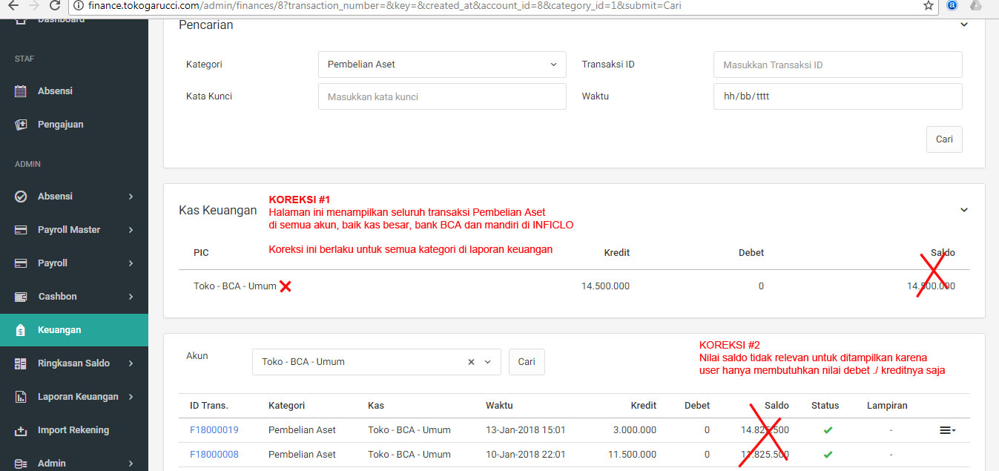 finance.tokogarucci.com/admin/finances/8?transaction_number=&key=&created_at&account_id=8&category_id=1&submit=Cari
Dashboard
STAF
Absensi
Pengajuan
ADMIN
Absensi
Payroll Master
Payroll
Cashbon
Keuangan
Ringkasan Saldo
Laporan Keuangan
Import Rekening
Admin
Pencarian
Kategori Pembelian Aset Transaksi ID Masukkan Transaksi ID
Kata Kunci Masukkan kata kunci Waktu hh/bb/tttt
Cari
Kas Keuangan
KOREKSI #1
Halaman ini menampilkan seluruh transaksi Pembelian Aset
di semua akun, baik kas besar, bank BCA dan mandiri di INFICLO
Koreksi ini berlaku untuk semua kategori di laporan keuangan
PIC Kredit Debet Saldo
Toko - BCA - Umum 14.500.000 0 14.500.000
Akun Toko - BCA - Umum Cari
KOREKSI #2
Nilai saldo tidak relevan untuk ditampilkan karena
user hanya membutuhkan nilai debet ./ kreditnya saja
ID Trans. Kategori Kas Waktu Kredit Debet Saldo Status Lampiran
F18000019 Pembelian Aset Toko - BCA - Umum 13-Jan-2018 15:01 3.000.000 0 14.825.500 -
F18000008 Pembelian Aset Toko - BCA - Umum 10-Jan-2018 22:01 11.500.000 0 11.825.500 -